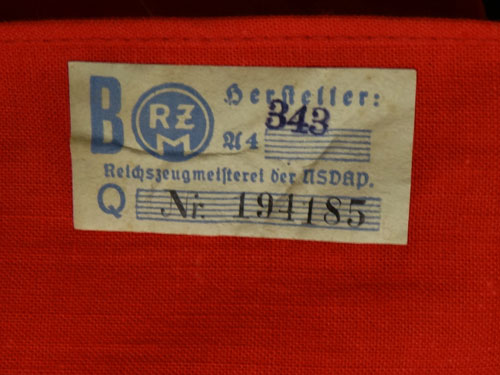 B RZM Hersteller:
A4 343
Reichszeugmeisterei der NSDAP.
Q Nr. 194185